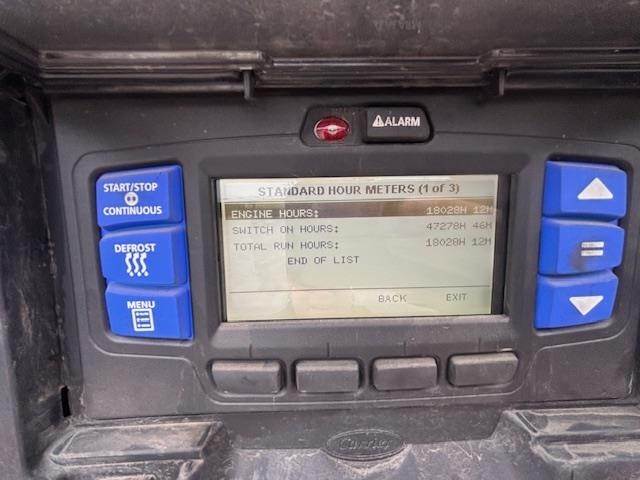 ALARM
START/STOP
CONTINUOUS
DEFROST
MENU
STANDARD HOUR METERS (1 of 3)
ENGINE HOURS: 18028H 12M
SWITCH ON HOURS: 47278H 46M
TOTAL RUN HOURS: 18028H 12M
END OF LIST
BACK EXIT
Carrier